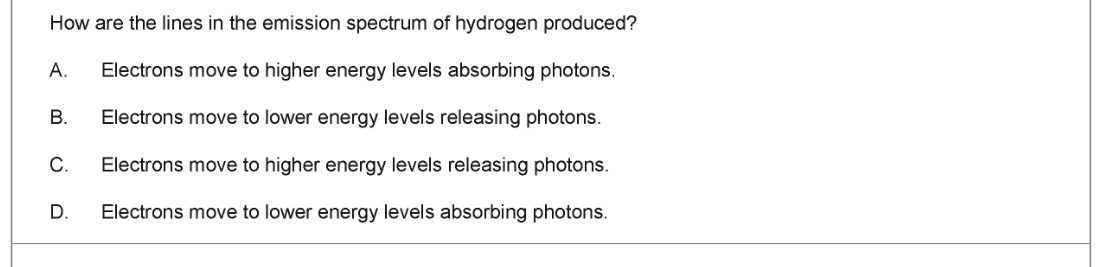 How are the lines in the emission spectrum of hydrogen produced?
A. Electrons move to higher energy levels absorbing photons.
B. Electrons move to lower energy levels releasing photons.
C. Electrons move to higher energy levels releasing photons.
D. Electrons move to lower energy levels absorbing photons.